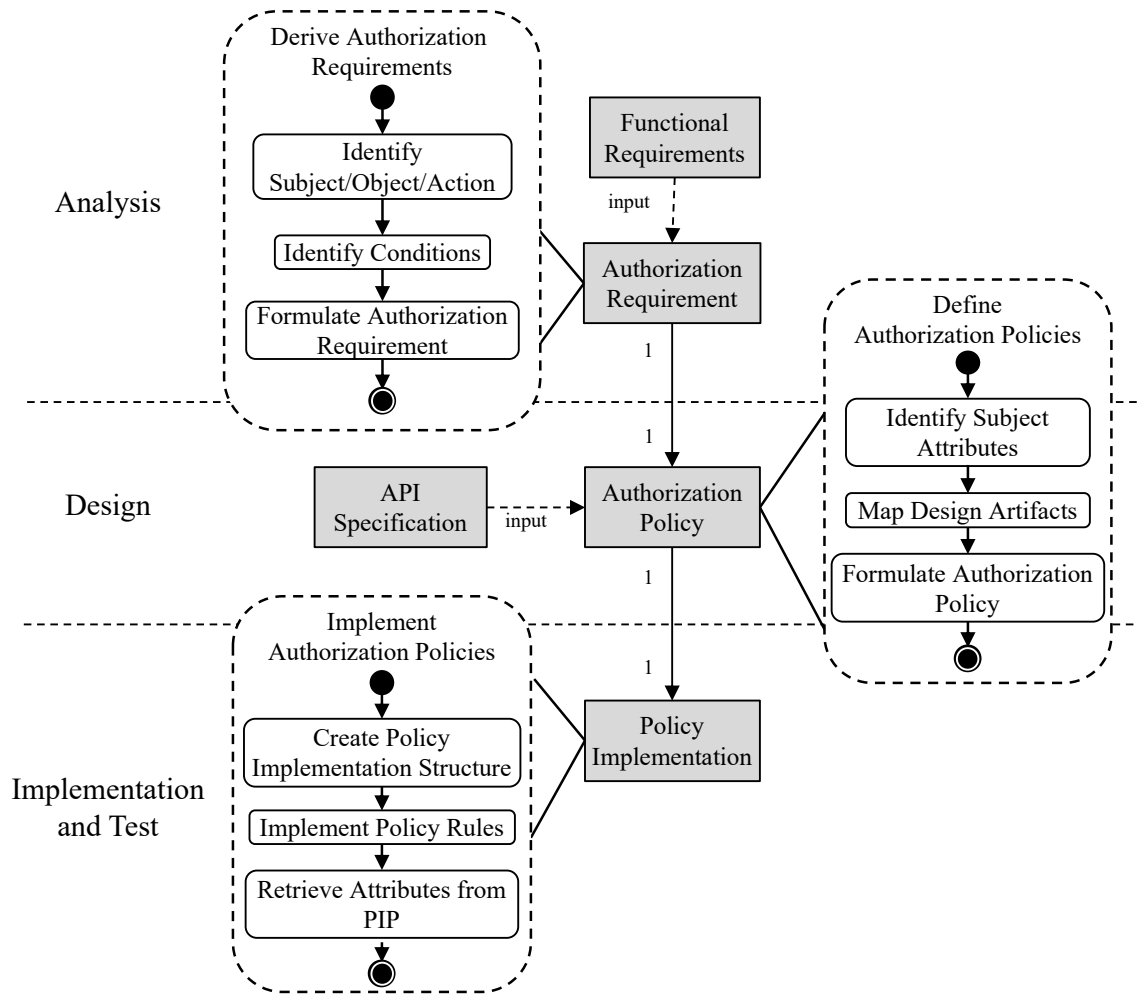 Derive Authorization
Requirements
Identify
Subject/Object/Action
Identify Conditions
Formulate Authorization
Requirement
Analysis
Functional
Requirements
input
Authorization
Requirement
1
1
Define
Authorization Policies
Identify Subject
Attributes
Map Design Artifacts
Formulate Authorization
Policy
Design
API
Specification
input
Authorization
Policy
1
1
Implement
Authorization Policies
Create Policy
Implementation Structure
Implement Policy Rules
Retrieve Attributes from
PIP
Policy
Implementation
Implementation
and Test